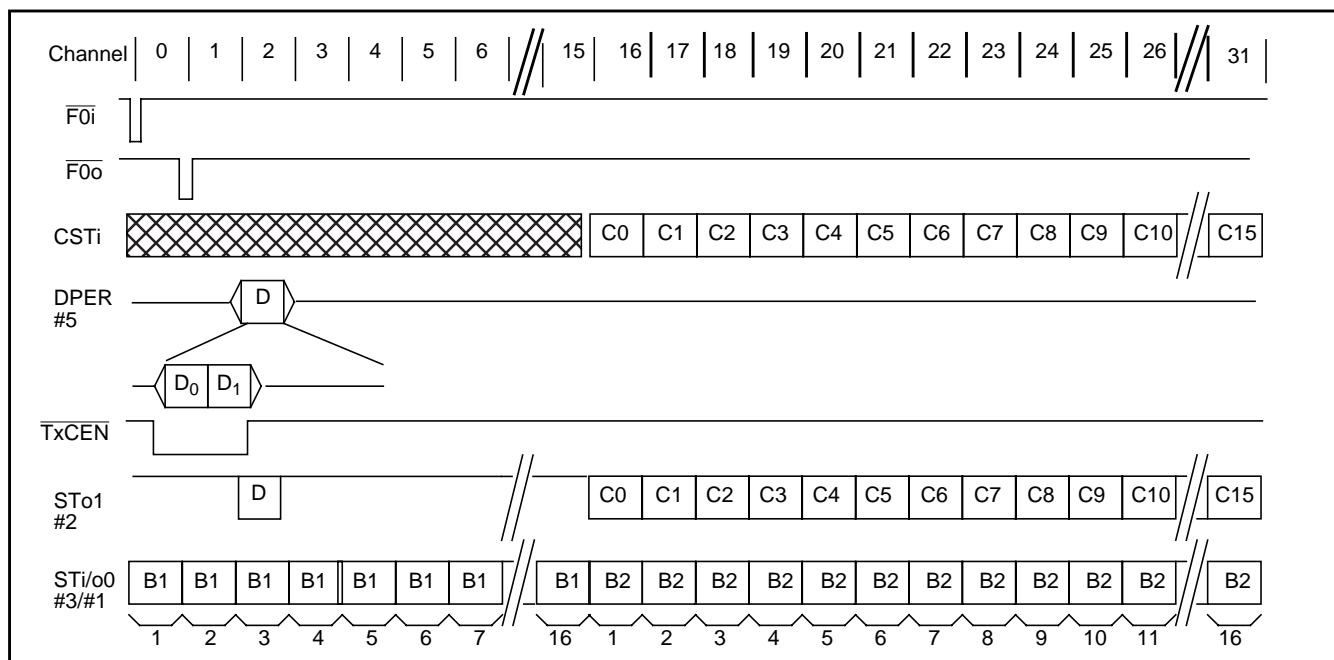 Channel 0 1 2 3 4 5 6 15 16 17 18 19 20 21 22 23 24 25 26 31
F0i
F0o
CSTi C0 C1 C2 C3 C4 C5 C6 C7 C8 C9 C10 C15
DPER D
#5
D0 D1
TxCEN
STo1 D C0 C1 C2 C3 C4 C5 C6 C7 C8 C9 C10 C15
#2
STi/o0 B1 B1 B1 B1 B1 B1 B1 B1 B2 B2 B2 B2 B2 B2 B2 B2 B2 B2 B2 B2
#3/#1
1 2 3 4 5 6 7 16 1 2 3 4 5 6 7 8 9 10 11 16